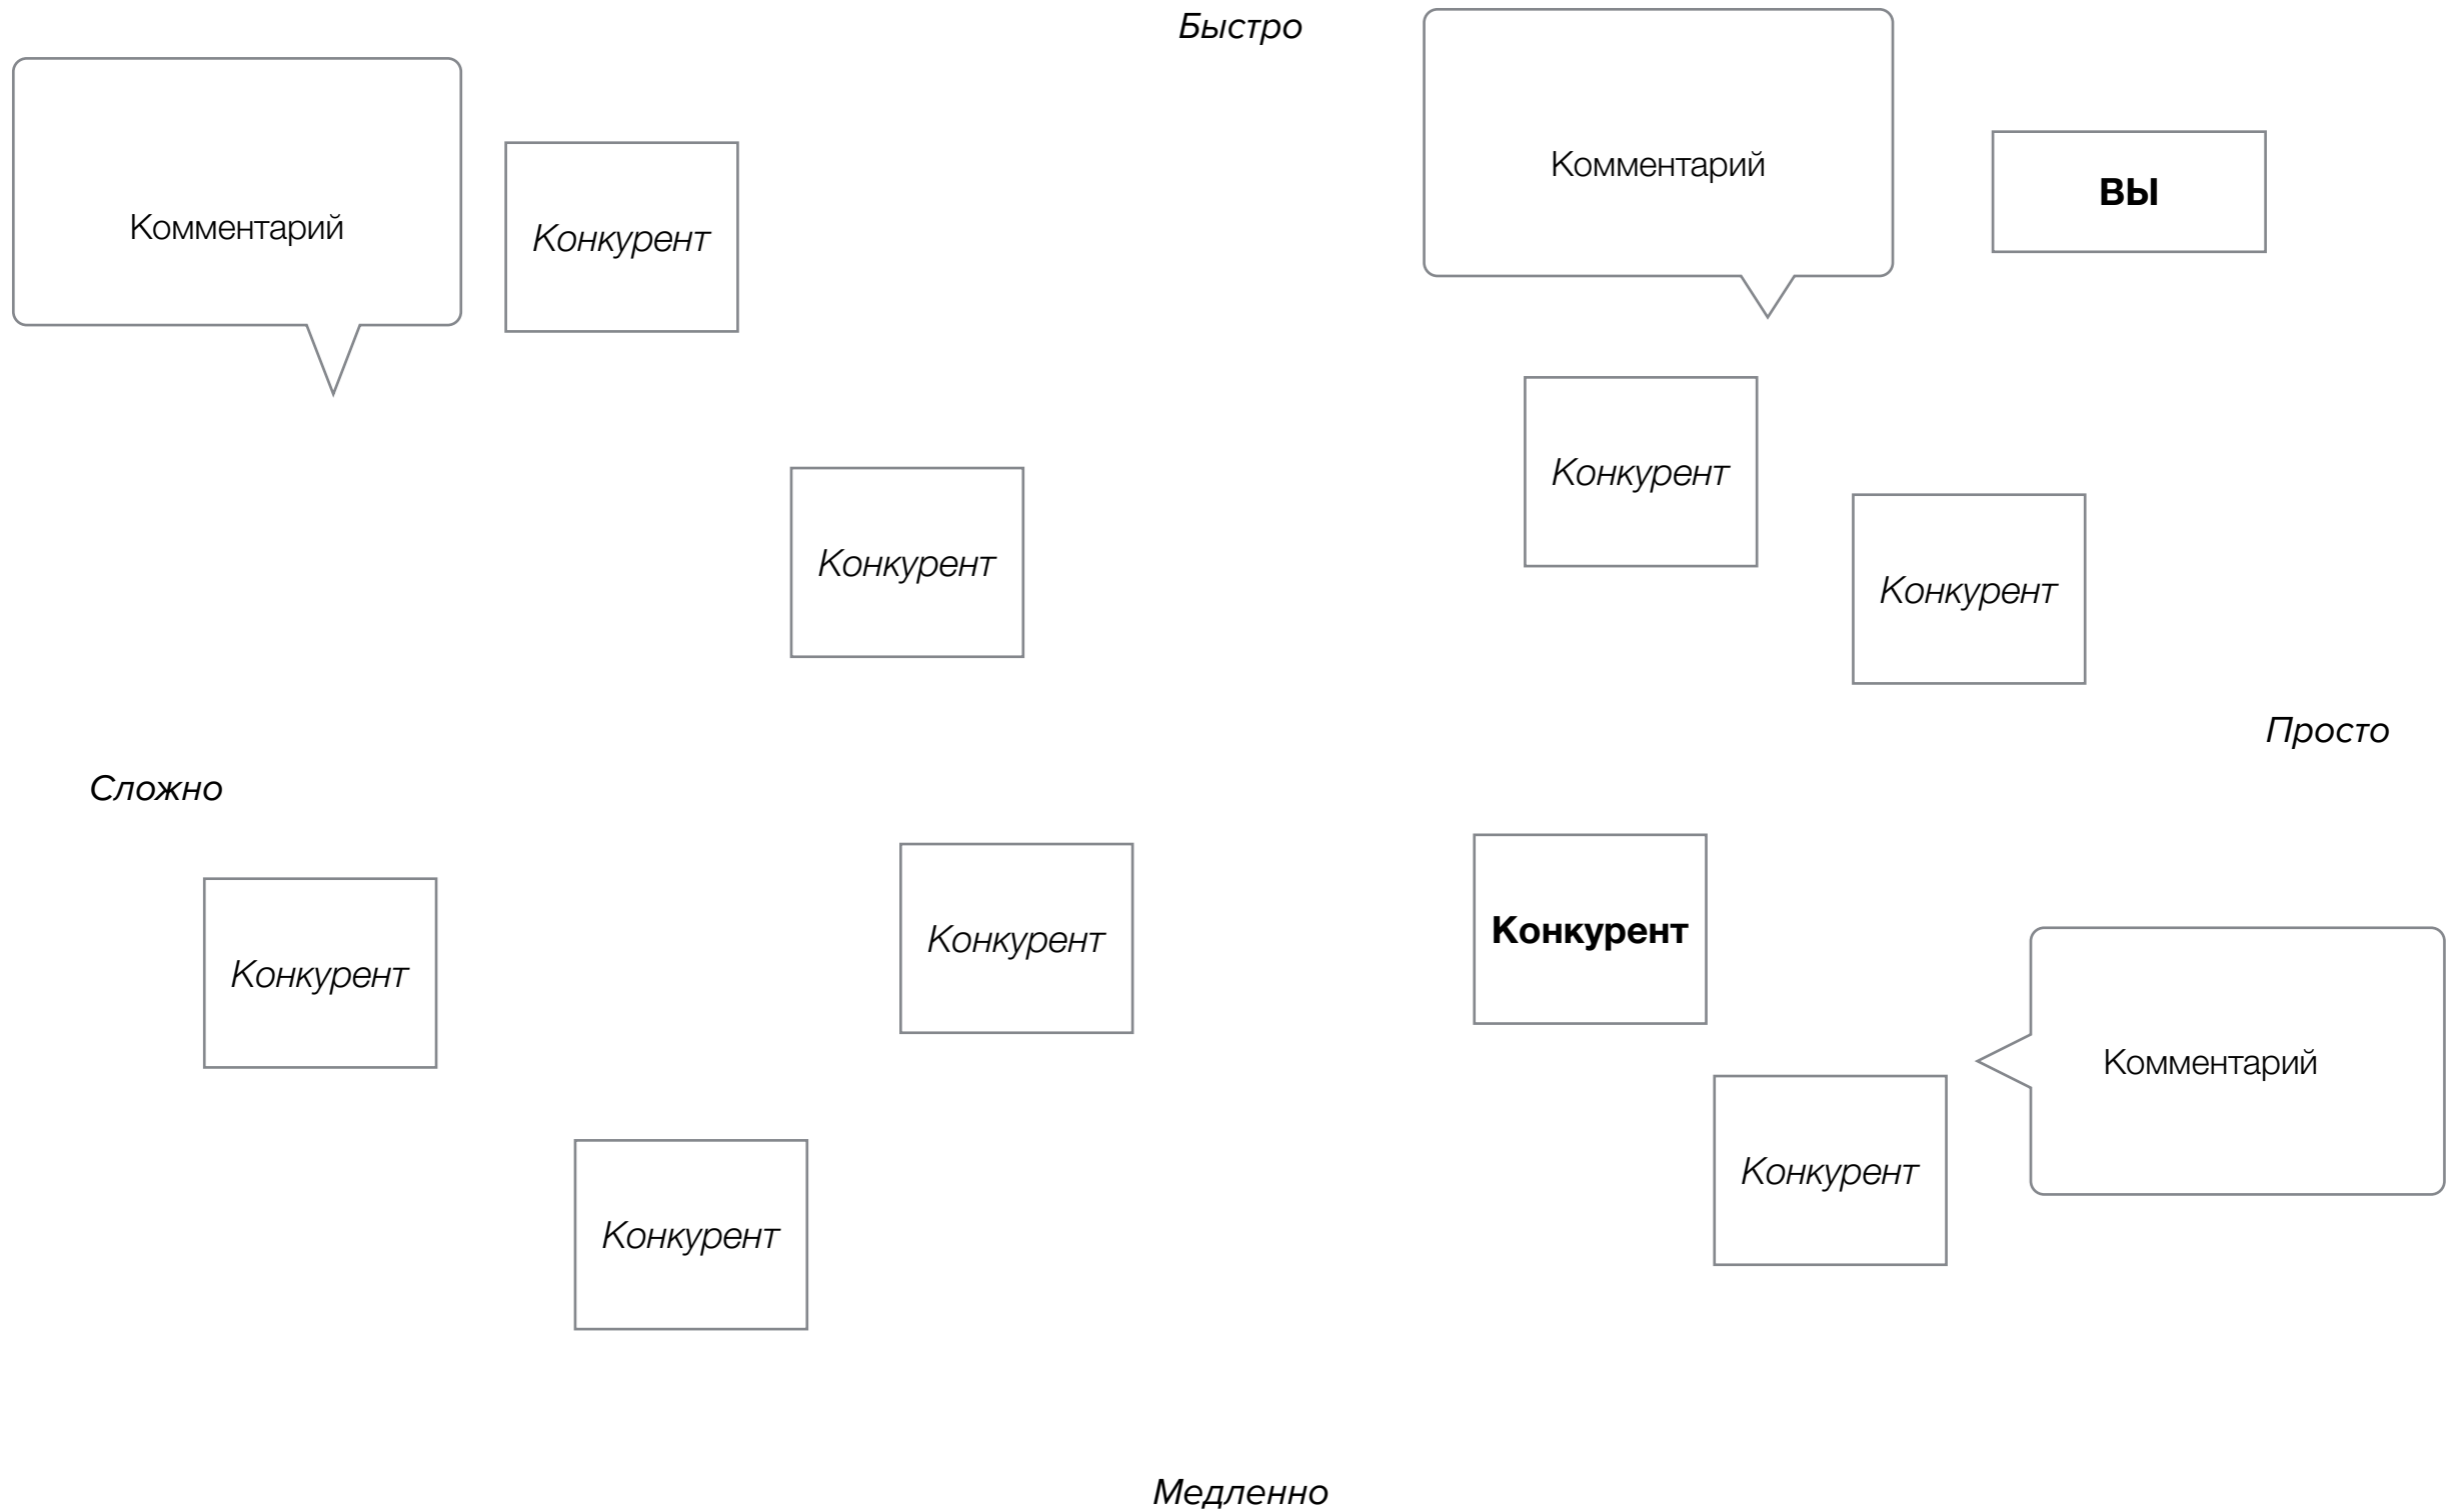 Быстро
Комментарий
ВЫ
Комментарий
Конкурент
Конкурент
Конкурент
Конкурент
Просто
Сложно
Конкурент
Конкурент
Конкурент
Комментарий
Конкурент
Конкурент
Медленно